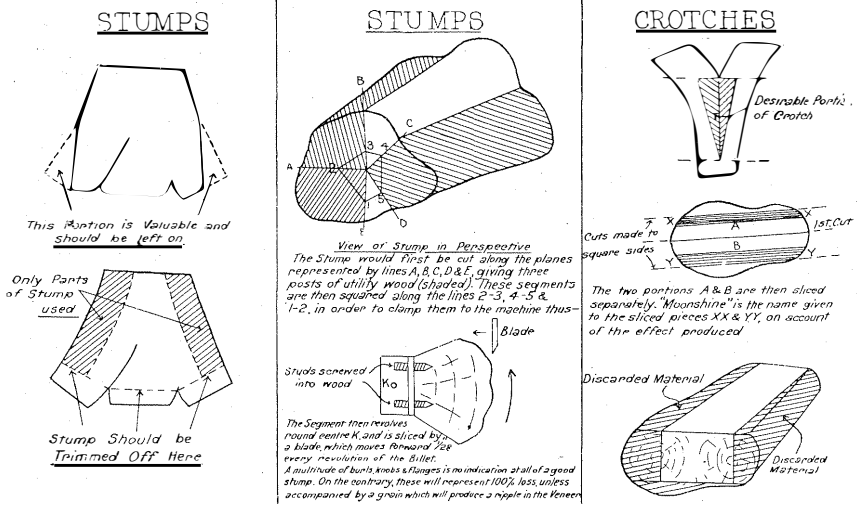 STUMPS
This Portion is Valuable and
should be left on.
Only Parts
of Stump
used
Stump Should be
Trimmed Off Here
STUMPS
B
A
C
2
3
4
5
1
D
E
View of Stump in Perspective
The Stump would first be cut along the planes
represented by lines A, B, C, D & E, giving three
posts of utility wood (shaded). These segments
are then squared along the lines 2-3, 4-5 &
1-2, in order to clamp them to the machine thus—
Blade
Studs screwed
into wood
Ko
The Segment then revolves
round centre K, and is sliced by
a blade, which moves forward 1/28
every revolution of the Billet.
A multitude of burls, knobs & flanges is no indication at all of a good
stump. On the contrary, these will represent 100% loss, unless
accompanied by a grain which will produce a ripple in the Veneer
CROTCHES
Desirable
of Crotch
Cuts made to
square sides
X
X
A
1st. Cut
B
Y
Y
The two portions A & B are then sliced
separately. "Moonshine" is the name given
to the sliced pieces XX & YY, on account
of the effect produced
Discarded Material
Discarded
Material